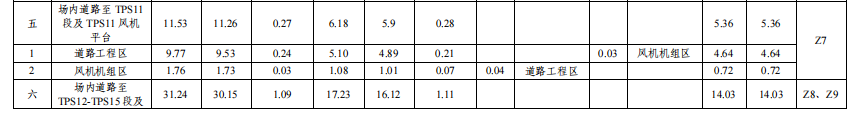 五 场内道路至 TPS11 段及 TPS11 风机平台 11.53 11.26 0.27 6.18 5.9 0.28 5.36 5.36 Z7
1 道路工程区 9.77 9.53 0.24 5.10 4.89 0.21 0.03 风机机组区 4.64 4.64
2 风机机组区 1.76 1.73 0.03 1.08 1.01 0.07 0.04 道路工程区 0.72 0.72
六 场内道路至 TPS12-TPS15 段及 31.24 30.15 1.09 17.23 16.12 1.11 14.03 14.03 Z8、Z9